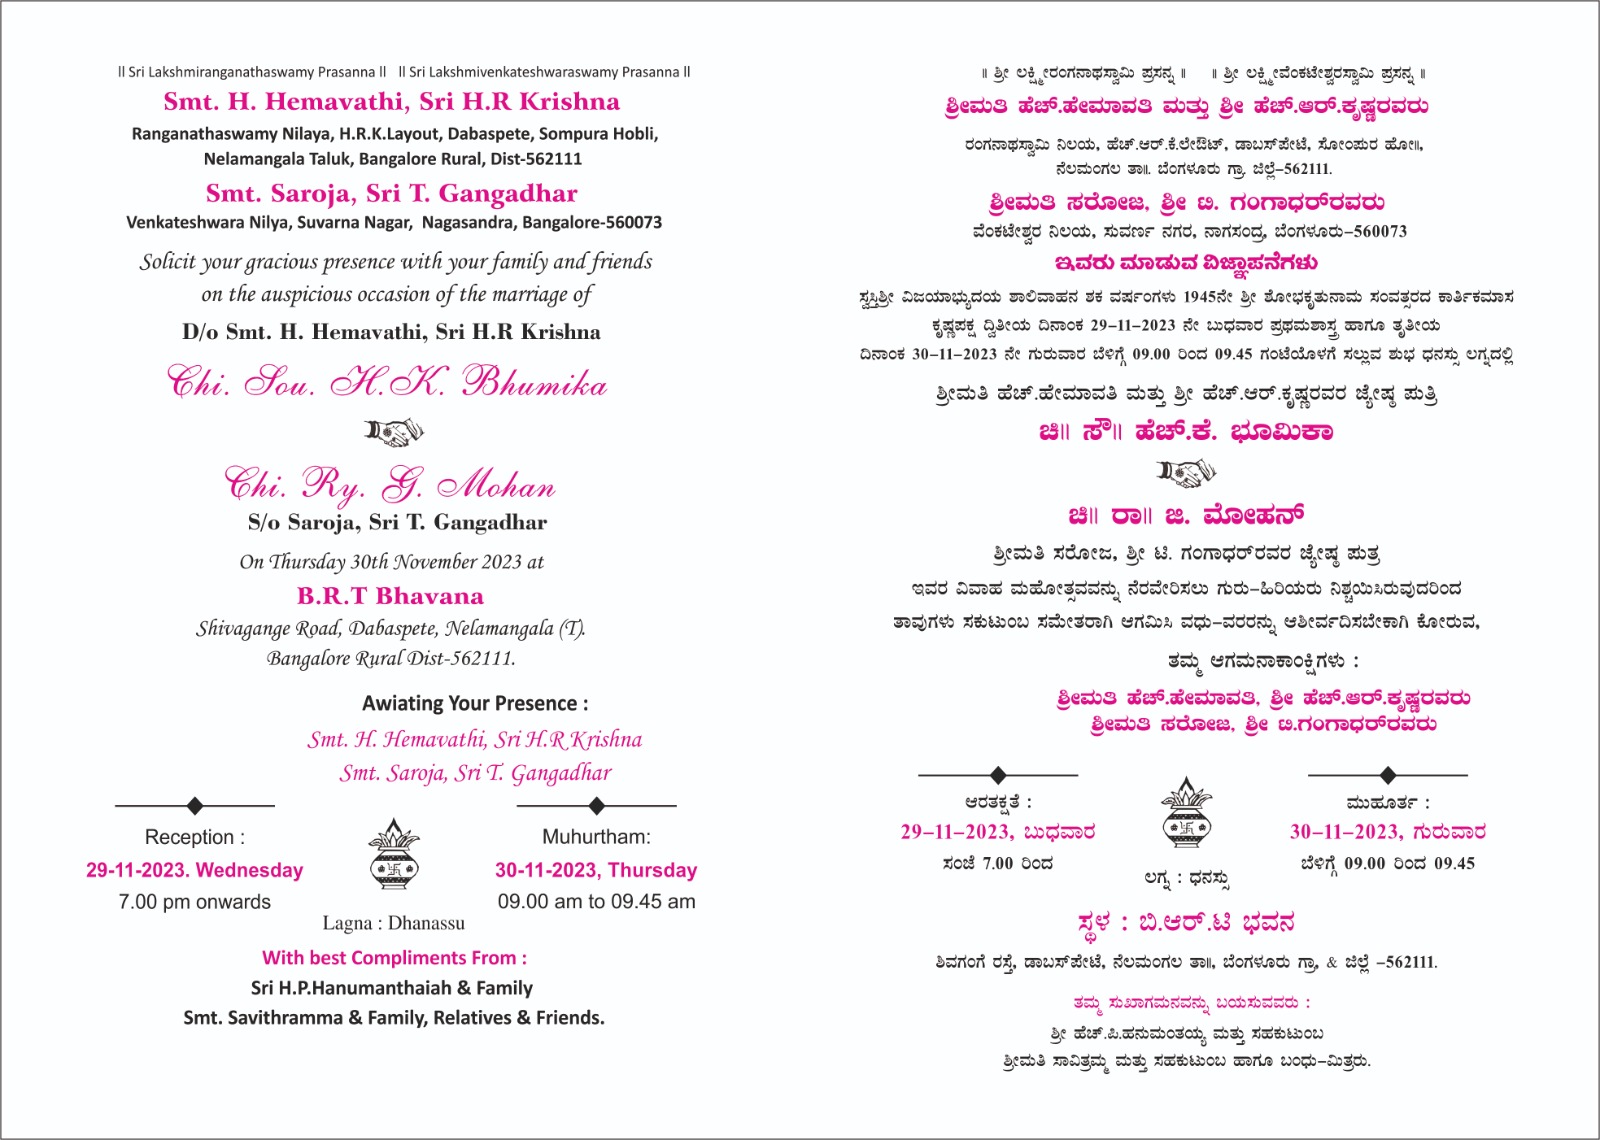 ll Sri Lakshmiranganathaswamy Prasanna ll ll Sri Lakshmivenkateshwaraswamy Prasanna ll
Smt. H. Hemavathi, Sri H.R Krishna
Ranganathaswamy Nilaya, H.R.K.Layout, Dabaspete, Sompura Hobli,
Nelamangala Taluk, Bangalore Rural, Dist-562111
Smt. Saroja, Sri T. Gangadhar
Venkateshwara Nilya, Suvarna Nagar, Nagasandra, Bangalore-560073
Solicit your gracious presence with your family and friends
on the auspicious occasion of the marriage of
D/o Smt. H. Hemavathi, Sri H.R Krishna
Chi. Sou. H.K. Bhumika
Chi. Ry. G. Mohan
S/o Saroja, Sri T. Gangadhar
On Thursday 30th November 2023 at
B.R.T Bhavana
Shivagange Road, Dabaspete, Nelamangala (T).
Bangalore Rural Dist-562111.
Awiating Your Presence :
Smt. H. Hemavathi, Sri H.R Krishna
Smt. Saroja, Sri T. Gangadhar
Reception :
29-11-2023. Wednesday
7.00 pm onwards
Muhurtham:
30-11-2023, Thursday
09.00 am to 09.45 am
Lagna : Dhanassu
With best Compliments From :
Sri H.P.Hanumanthaiah & Family
Smt. Savithramma & Family, Relatives & Friends.
॥ ಶ್ರೀ ಲಕ್ಷ್ಮೀರಂಗನಾಥಸ್ವಾಮಿ ಪ್ರಸನ್ನ ॥ ॥ ಶ್ರೀ ಲಕ್ಷ್ಮೀವೆಂಕಟೇಶ್ವರಸ್ವಾಮಿ ಪ್ರಸನ್ನ ॥
ಶ್ರೀಮತಿ ಹೆಚ್.ಹೇಮಾವತಿ ಮತ್ತು ಶ್ರೀ ಹೆಚ್.ಆರ್.ಕೃಷ್ಣರವರು
ರಂಗನಾಥಸ್ವಾಮಿ ನಿಲಯ, ಹೆಚ್.ಆರ್.ಕೆ.ಲೇಔಟ್, ಡಾಬಸ್‌ಪೇಟೆ, ಸೋಂಪುರ ಹೋ॥,
ನೆಲಮಂಗಲ ತಾ॥. ಬೆಂಗಳೂರು ಗ್ರಾ. ಜಿಲ್ಲೆ-562111.
ಶ್ರೀಮತಿ ಸರೋಜ, ಶ್ರೀ ಟಿ. ಗಂಗಾಧರ್‌ರವರು
ವೆಂಕಟೇಶ್ವರ ನಿಲಯ, ಸುವರ್ಣ ನಗರ, ನಾಗಸಂದ್ರ, ಬೆಂಗಳೂರು-560073
ಇವರು ಮಾಡುವ ವಿಜ್ಞಾಪನೆಗಳು
ಸ್ವಸ್ತಿಶ್ರೀ ವಿಜಯಾಭ್ಯುದಯ ಶಾಲಿವಾಹನ ಶಕ ವರ್ಷಂಗಳು 1945ನೇ ಶ್ರೀ ಶೋಭಕೃತುನಾಮ ಸಂವತ್ಸರದ ಕಾರ್ತಿಕಮಾಸ
ಕೃಷ್ಣಪಕ್ಷ ದ್ವಿತೀಯ ದಿನಾಂಕ 29-11-2023 ನೇ ಬುಧವಾರ ಪ್ರಥಮಶಾಸ್ತ್ರ ಹಾಗೂ ತೃತೀಯ
ದಿನಾಂಕ 30-11-2023 ನೇ ಗುರುವಾರ ಬೆಳಿಗ್ಗೆ 09.00 ರಿಂದ 09.45 ಗಂಟೆಯೊಳಗೆ ಸಲ್ಲುವ ಶುಭ ಧನಸ್ಸು ಲಗ್ನದಲ್ಲಿ
ಶ್ರೀಮತಿ ಹೆಚ್.ಹೇಮಾವತಿ ಮತ್ತು ಶ್ರೀ ಹೆಚ್.ಆರ್.ಕೃಷ್ಣರವರ ಜ್ಯೇಷ್ಠ ಪುತ್ರಿ
ಚಿ॥ ಸೌ॥ ಹೆಚ್.ಕೆ. ಭೂಮಿಕಾ
ಚಿ॥ ರಾ॥ ಜಿ. ಮೋಹನ್
ಶ್ರೀಮತಿ ಸರೋಜ, ಶ್ರೀ ಟಿ. ಗಂಗಾಧರ್‌ರವರ ಜ್ಯೇಷ್ಠ ಪುತ್ರ
ಇವರ ವಿವಾಹ ಮಹೋತ್ಸವವನ್ನು ನೆರವೇರಿಸಲು ಗುರು-ಹಿರಿಯರು ನಿಶ್ಚಯಿಸಿರುವುದರಿಂದ
ತಾವುಗಳು ಸಕುಟುಂಬ ಸಮೇತರಾಗಿ ಆಗಮಿಸಿ ವಧು-ವರರನ್ನು ಆಶೀರ್ವದಿಸಬೇಕಾಗಿ ಕೋರುವ,
ತಮ್ಮ ಆಗಮನಾಕಾಂಕ್ಷಿಗಳು :
ಶ್ರೀಮತಿ ಹೆಚ್.ಹೇಮಾವತಿ, ಶ್ರೀ ಹೆಚ್.ಆರ್.ಕೃಷ್ಣರವರು
ಶ್ರೀಮತಿ ಸರೋಜ, ಶ್ರೀ ಟಿ.ಗಂಗಾಧರ್‌ರವರು
ಆರತಕ್ಷತೆ :
29-11-2023, ಬುಧವಾರ
ಸಂಜೆ 7.00 ರಿಂದ
ಮುಹೂರ್ತ :
30-11-2023, ಗುರುವಾರ
ಬೆಳಿಗ್ಗೆ 09.00 ರಿಂದ 09.45
ಲಗ್ನ : ಧನಸ್ಸು
ಸ್ಥಳ : ಬಿ.ಆರ್.ಟಿ ಭವನ
ಶಿವಗಂಗೆ ರಸ್ತೆ, ಡಾಬಸ್‌ಪೇಟೆ, ನೆಲಮಂಗಲ ತಾ॥, ಬೆಂಗಳೂರು ಗ್ರಾ, & ಜಿಲ್ಲೆ -562111.
ತಮ್ಮ ಸುಖಾಗಮನವನ್ನು ಬಯಸುವವರು :
ಶ್ರೀ ಹೆಚ್.ಪಿ.ಹನುಮಂತಯ್ಯ ಮತ್ತು ಸಹಕುಟುಂಬ
ಶ್ರೀಮತಿ ಸಾವಿತ್ರಮ್ಮ ಮತ್ತು ಸಹಕುಟುಂಬ ಹಾಗೂ ಬಂಧು-ಮಿತ್ರರು.